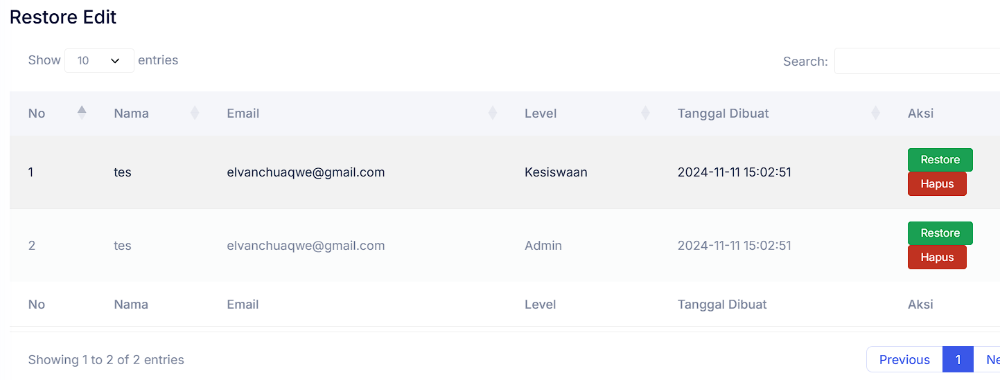 Restore Edit
Show 10 entries
Search:
No Nama Email Level Tanggal Dibuat Aksi
1 tes elvanchuaqwe@gmail.com Kesiswaan 2024-11-11 15:02:51 Restore
Hapus
2 tes elvanchuaqwe@gmail.com Admin 2024-11-11 15:02:51 Restore
Hapus
No Nama Email Level Tanggal Dibuat Aksi
Showing 1 to 2 of 2 entries
Previous 1